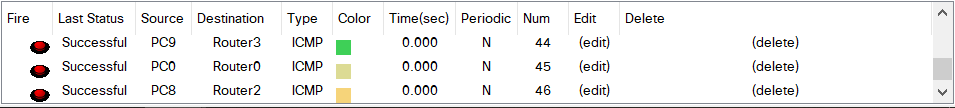 Fire Last Status Source Destination Type Color Time(sec) Periodic Num Edit Delete
Successful PC9 Router3 ICMP 0.000 N 44 (edit) (delete)
Successful PC0 Router0 ICMP 0.000 N 45 (edit) (delete)
Successful PC8 Router2 ICMP 0.000 N 46 (edit) (delete)